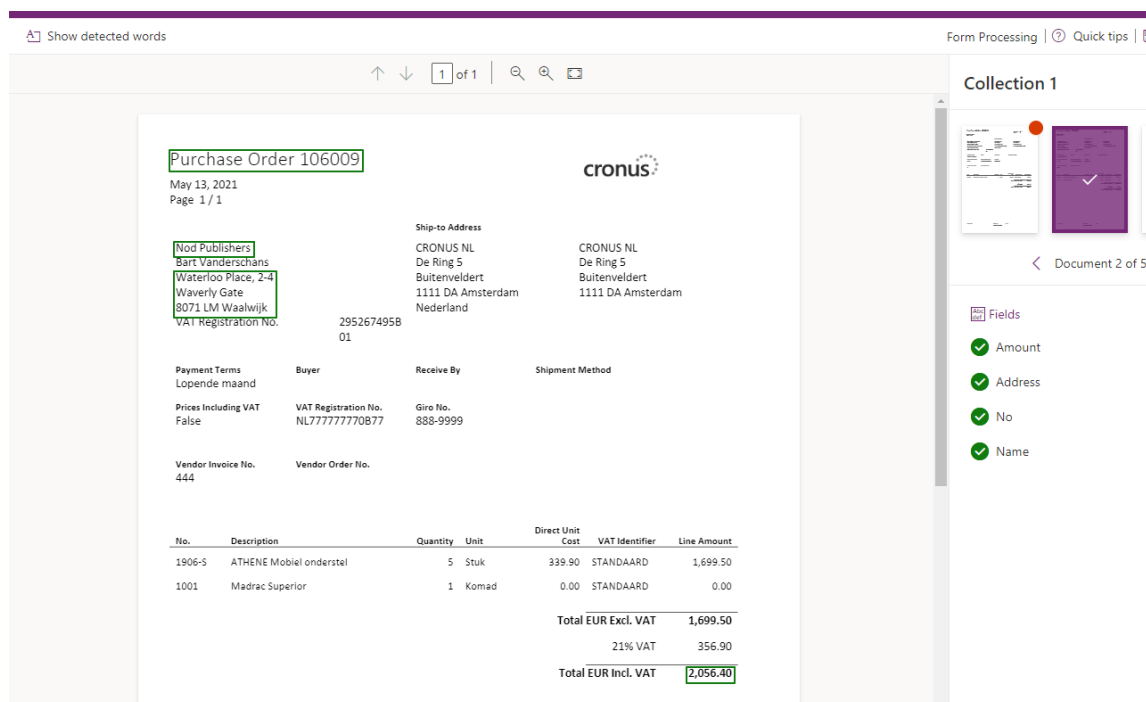 Show detected words
Form Processing | Quick tips |
1 of 1
Collection 1
Purchase Order 106009
cronus
May 13, 2021
Page 1 / 1
Ship-to Address
Nod Publishers CRONUS NL CRONUS NL
Bart Vanderschans De Ring 5 De Ring 5
Waterloo Place, 2-4 Buitenveldert Buitenveldert
Waverly Gate 1111 DA Amsterdam 1111 DA Amsterdam
8071 LM Waalwijk Nederland
VAT Registration No. 295267495B
01
Payment Terms Buyer Receive By Shipment Method
Lopende maand
Prices Including VAT VAT Registration No. Giro No.
False NL777777770B77 888-9999
Vendor Invoice No. Vendor Order No.
444
Direct Unit
No. Description Quantity Unit Cost VAT Identifier Line Amount
1906-S ATHENE Mobiel onderstel 5 Stuk 339.90 STANDAARD 1,699.50
1001 Madrac Superior 1 Komad 0.00 STANDAARD 0.00
Total EUR Excl. VAT 1,699.50
21% VAT 356.90
Total EUR Incl. VAT 2,056.40
Document 2 of 5
Fields
Amount
Address
No
Name